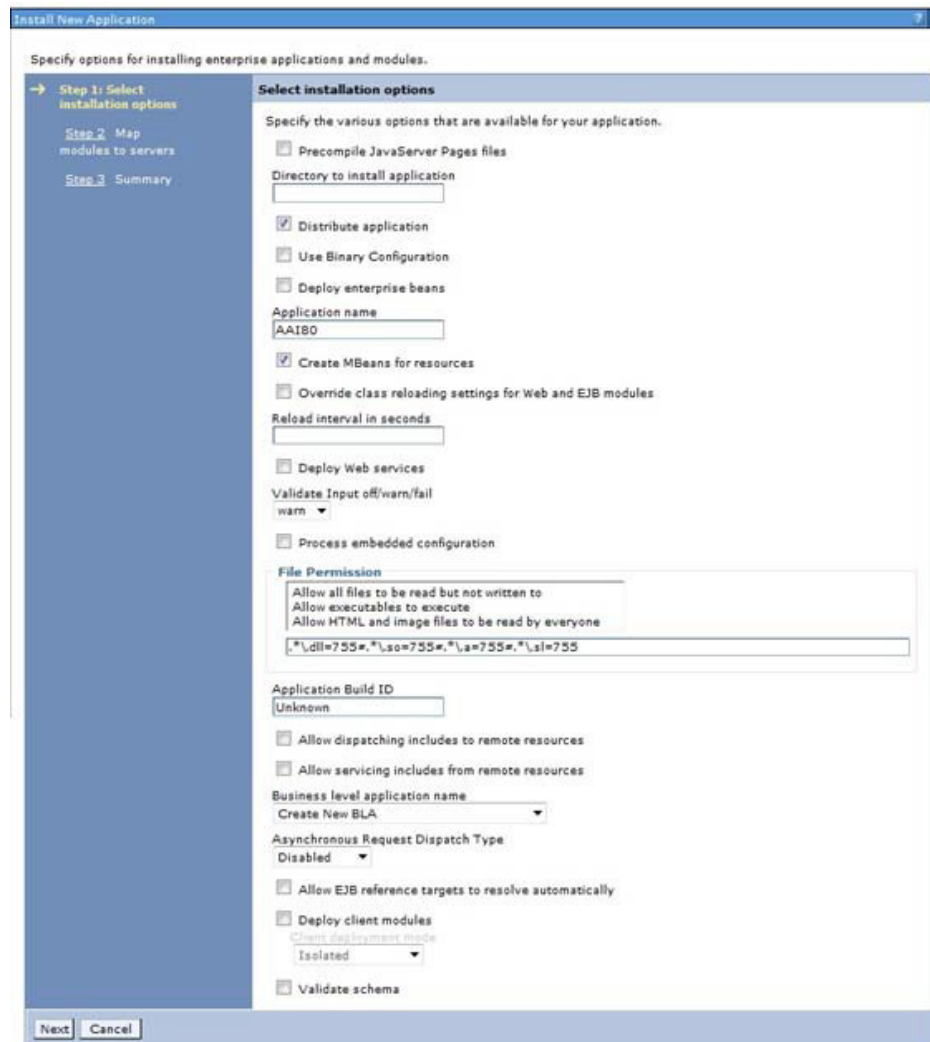 Install New Application
?
Specify options for installing enterprise applications and modules.
Step 1: Select
installation options
Step 2 Map
modules to servers
Step 3 Summary
Select installation options
Specify the various options that are available for your application.
Precompile JavaServer Pages files
Directory to install application
Distribute application
Use Binary Configuration
Deploy enterprise beans
Application name
AAI80
Create MBeans for resources
Override class reloading settings for Web and EJB modules
Reload interval in seconds
Deploy Web services
Validate Input off/warn/fail
warn
Process embedded configuration
File Permission
Allow all files to be read but not written to
Allow executables to execute
Allow HTML and image files to be read by everyone
.*\.dll=755#.*\.so=755#.*\.a=755#.*\.sl=755
Application Build ID
Unknown
Allow dispatching includes to remote resources
Allow servicing includes from remote resources
Business level application name
Create New BLA
Asynchronous Request Dispatch Type
Disabled
Allow EJB reference targets to resolve automatically
Deploy client modules
Client deployment mode
Isolated
Validate schema
Next Cancel